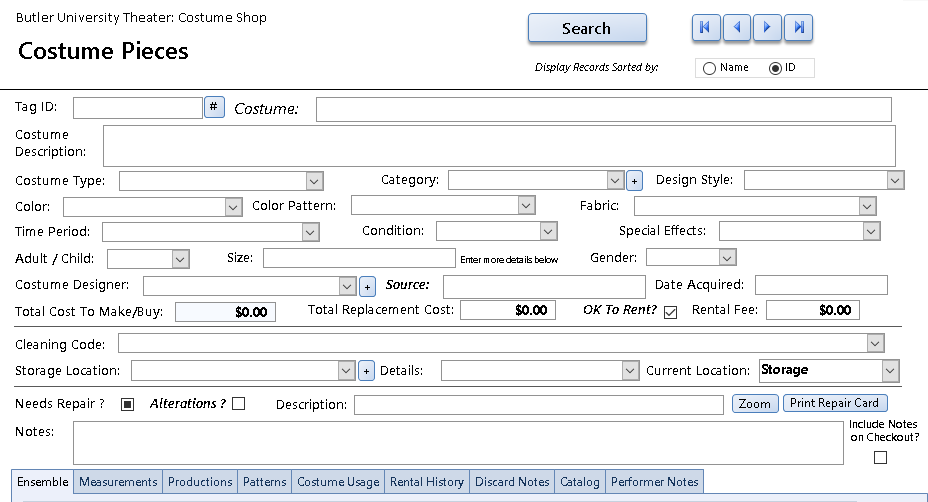 Butler University Theater: Costume Shop
Costume Pieces
Search
Display Records Sorted by:
Name ID
Tag ID: # Costume:
Costume
Description:
Costume Type: Category: + Design Style:
Color: Color Pattern: Fabric:
Time Period: Condition: Special Effects:
Adult / Child: Size: Enter more details below Gender:
Costume Designer: + Source: Date Acquired:
Total Cost To Make/Buy: $0.00 Total Replacement Cost: $0.00 OK To Rent? Rental Fee: $0.00
Cleaning Code:
Storage Location: + Details: Current Location: Storage
Needs Repair ? Alterations ? Description: Zoom Print Repair Card
Notes: Include Notes
on Checkout?
Ensemble Measurements Productions Patterns Costume Usage Rental History Discard Notes Catalog Performer Notes